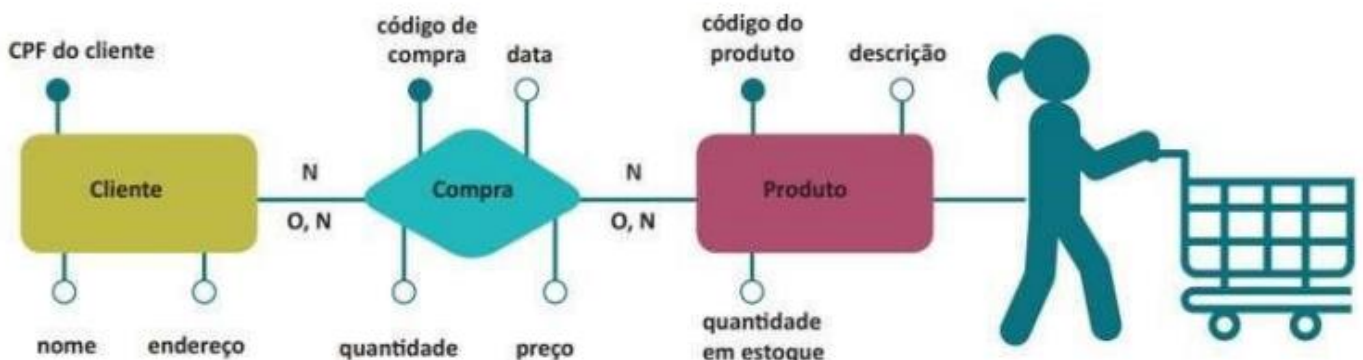 CPF do cliente
código de
compra
data
código do
produto
descrição
Cliente
N
O, N
Compra
N
O, N
Produto
nome
endereço
quantidade
preço
quantidade
em estoque